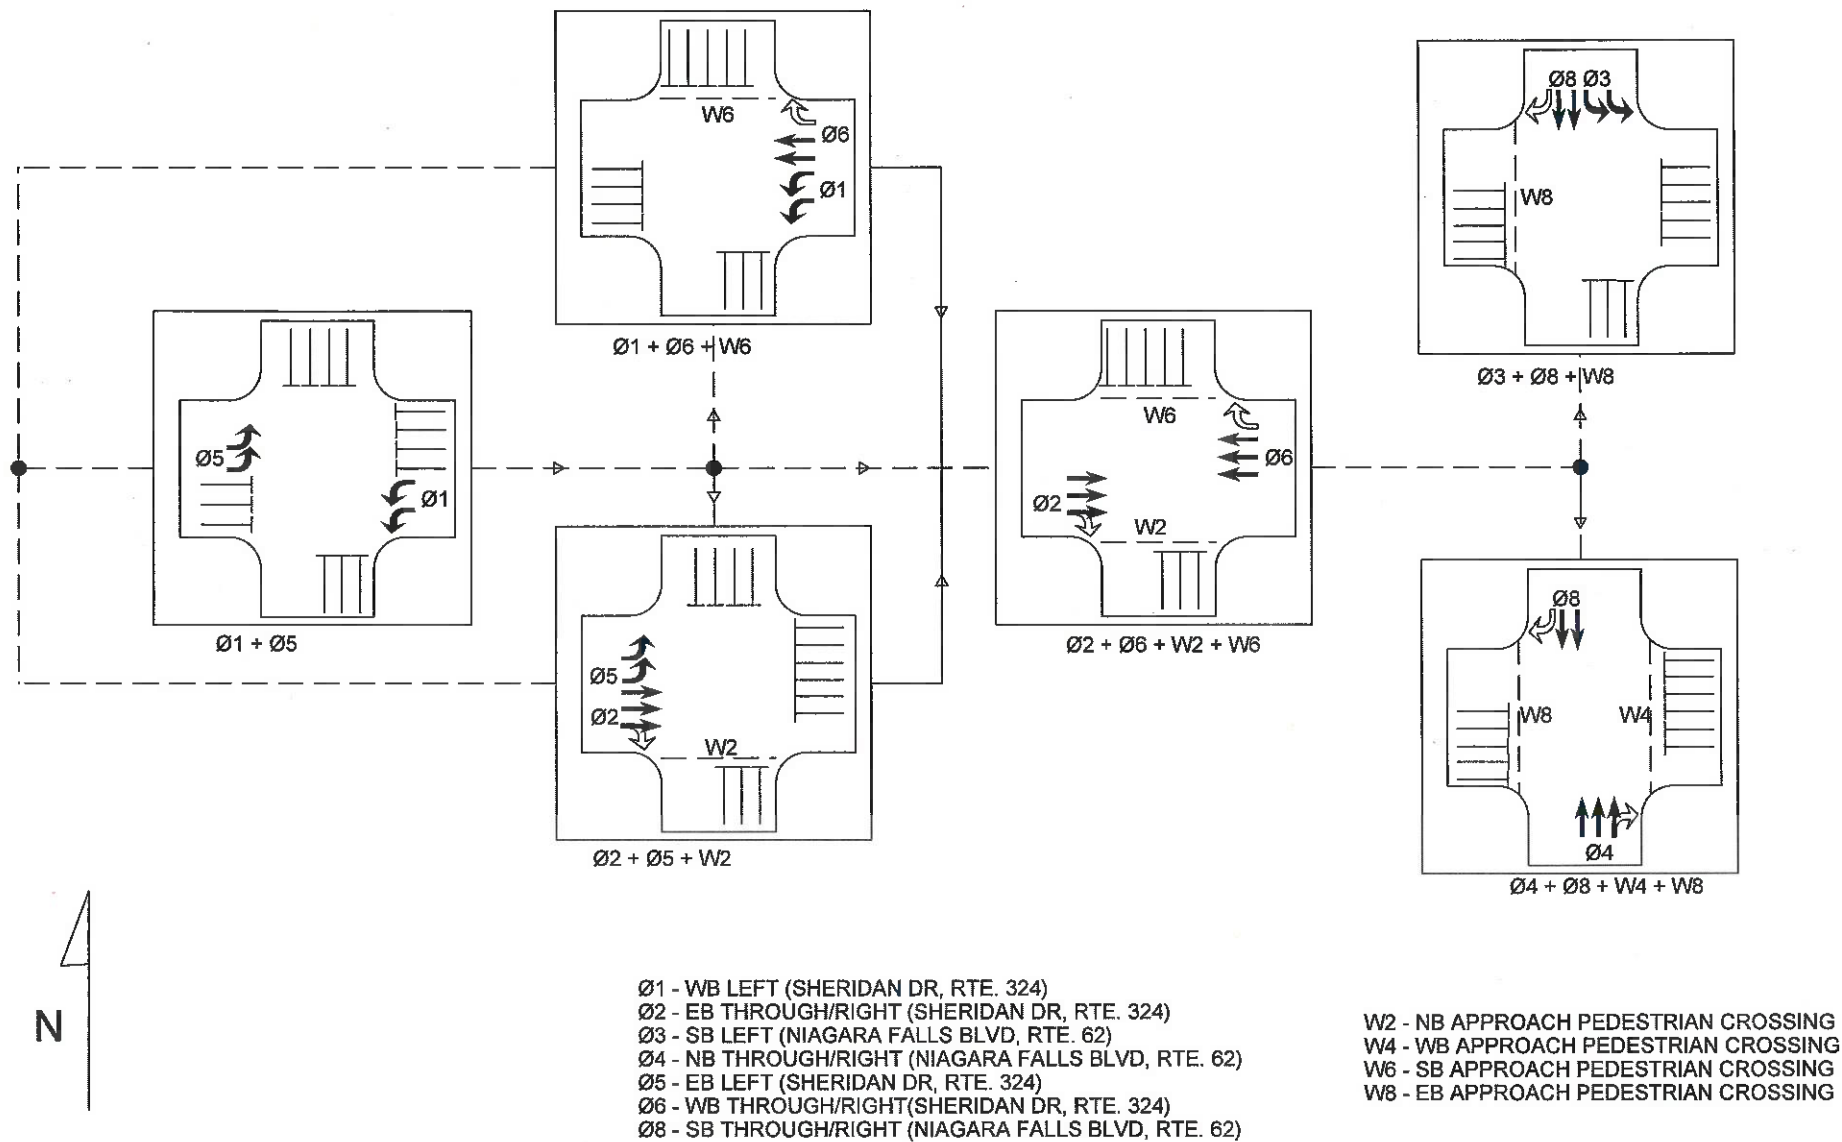 W6
Ø6
Ø1
Ø1 + Ø6 + W6
Ø8 Ø3
W8
Ø3 + Ø8 + W8
Ø5
Ø1
Ø1 + Ø5
W6
Ø6
Ø2
W2
Ø2 + Ø6 + W2 + W6
Ø5
Ø2
W2
Ø2 + Ø5 + W2
Ø8
W8
W4
Ø4
Ø4 + Ø8 + W4 + W8
N
Ø1 - WB LEFT (SHERIDAN DR, RTE. 324)
Ø2 - EB THROUGH/RIGHT (SHERIDAN DR, RTE. 324)
Ø3 - SB LEFT (NIAGARA FALLS BLVD, RTE. 62)
Ø4 - NB THROUGH/RIGHT (NIAGARA FALLS BLVD, RTE. 62)
Ø5 - EB LEFT (SHERIDAN DR, RTE. 324)
Ø6 - WB THROUGH/RIGHT(SHERIDAN DR, RTE. 324)
Ø8 - SB THROUGH/RIGHT (NIAGARA FALLS BLVD, RTE. 62)
W2 - NB APPROACH PEDESTRIAN CROSSING
W4 - WB APPROACH PEDESTRIAN CROSSING
W6 - SB APPROACH PEDESTRIAN CROSSING
W8 - EB APPROACH PEDESTRIAN CROSSING